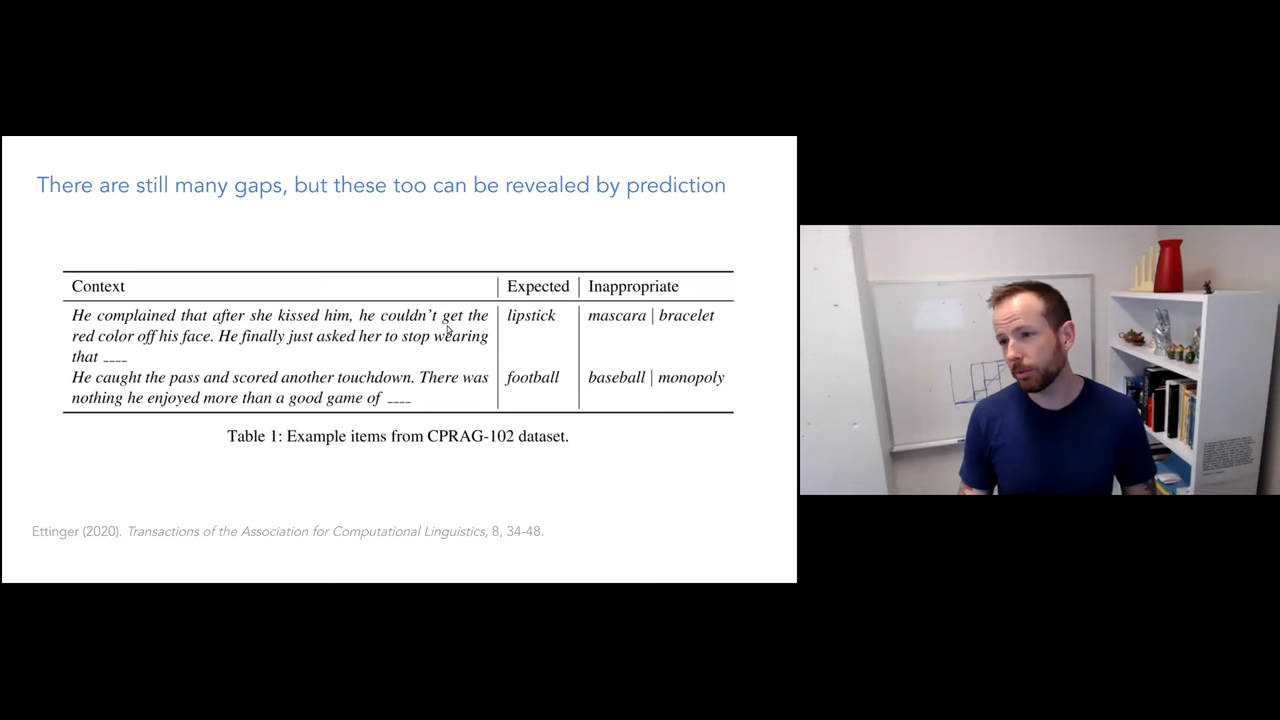 There are still many gaps, but these too can be revealed by prediction
Context | Expected | Inappropriate
He complained that after she kissed him, he couldn't get the | lipstick | mascara | bracelet
red color off his face. He finally just asked her to stop wearing
that ____
He caught the pass and scored another touchdown. There was | football | baseball | monopoly
nothing he enjoyed more than a good game of ____
Table 1: Example items from CPRAG-102 dataset.
Ettinger (2020). Transactions of the Association for Computational Linguistics, 8, 34-48.